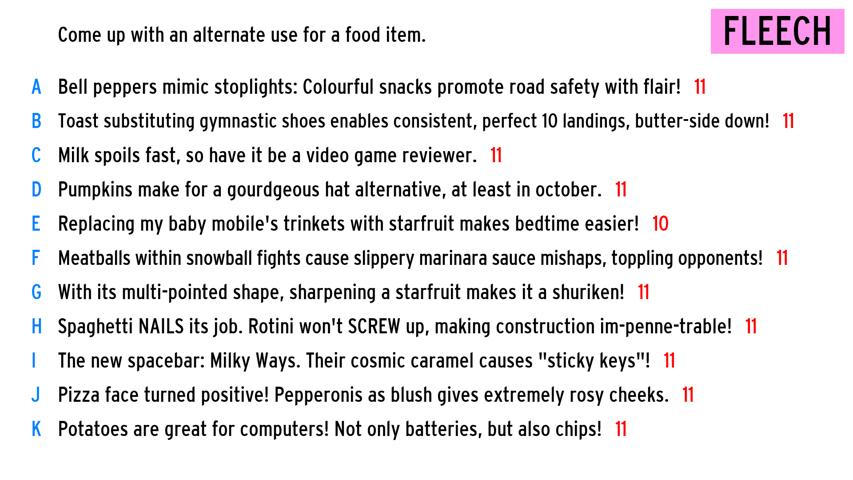 Come up with an alternate use for a food item.
FLEECH
A Bell peppers mimic stoplights: Colourful snacks promote road safety with flair! 11
B Toast substituting gymnastic shoes enables consistent, perfect 10 landings, butter-side down! 11
C Milk spoils fast, so have it be a video game reviewer. 11
D Pumpkins make for a gourdgeous hat alternative, at least in october. 11
E Replacing my baby mobile's trinkets with starfruit makes bedtime easier! 10
F Meatballs within snowball fights cause slippery marinara sauce mishaps, toppling opponents! 11
G With its multi-pointed shape, sharpening a starfruit makes it a shuriken! 11
H Spaghetti NAILS its job. Rotini won't SCREW up, making construction im-penne-trable! 11
I The new spacebar: Milky Ways. Their cosmic caramel causes "sticky keys"! 11
J Pizza face turned positive! Pepperonis as blush gives extremely rosy cheeks. 11
K Potatoes are great for computers! Not only batteries, but also chips! 11